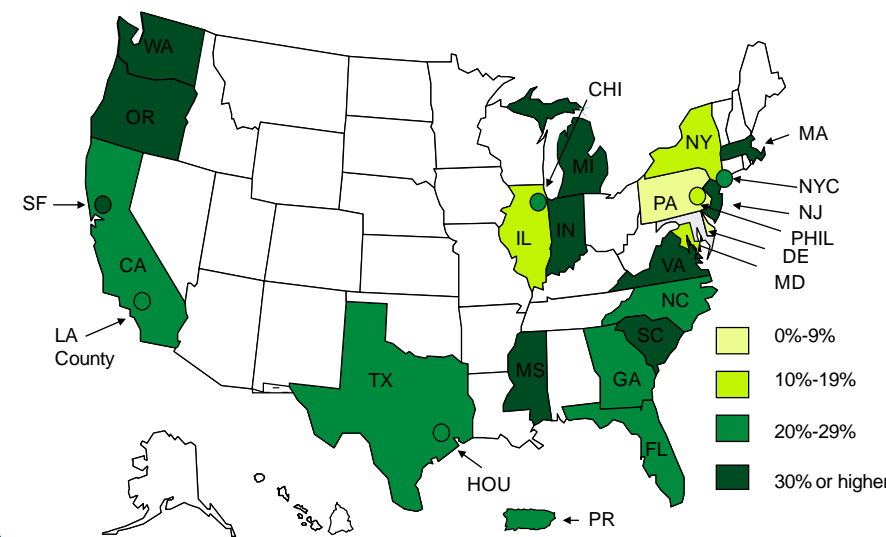 WA
CHI
OR
MA
NY
MI
NYC
SF
PA
NJ
IL
IN
PHIL
DE
CA
VA
MD
NC
LA
County
SC
0%-9%
MS
TX
GA
10%-19%
20%-29%
FL
HOU
30% or higher
PR